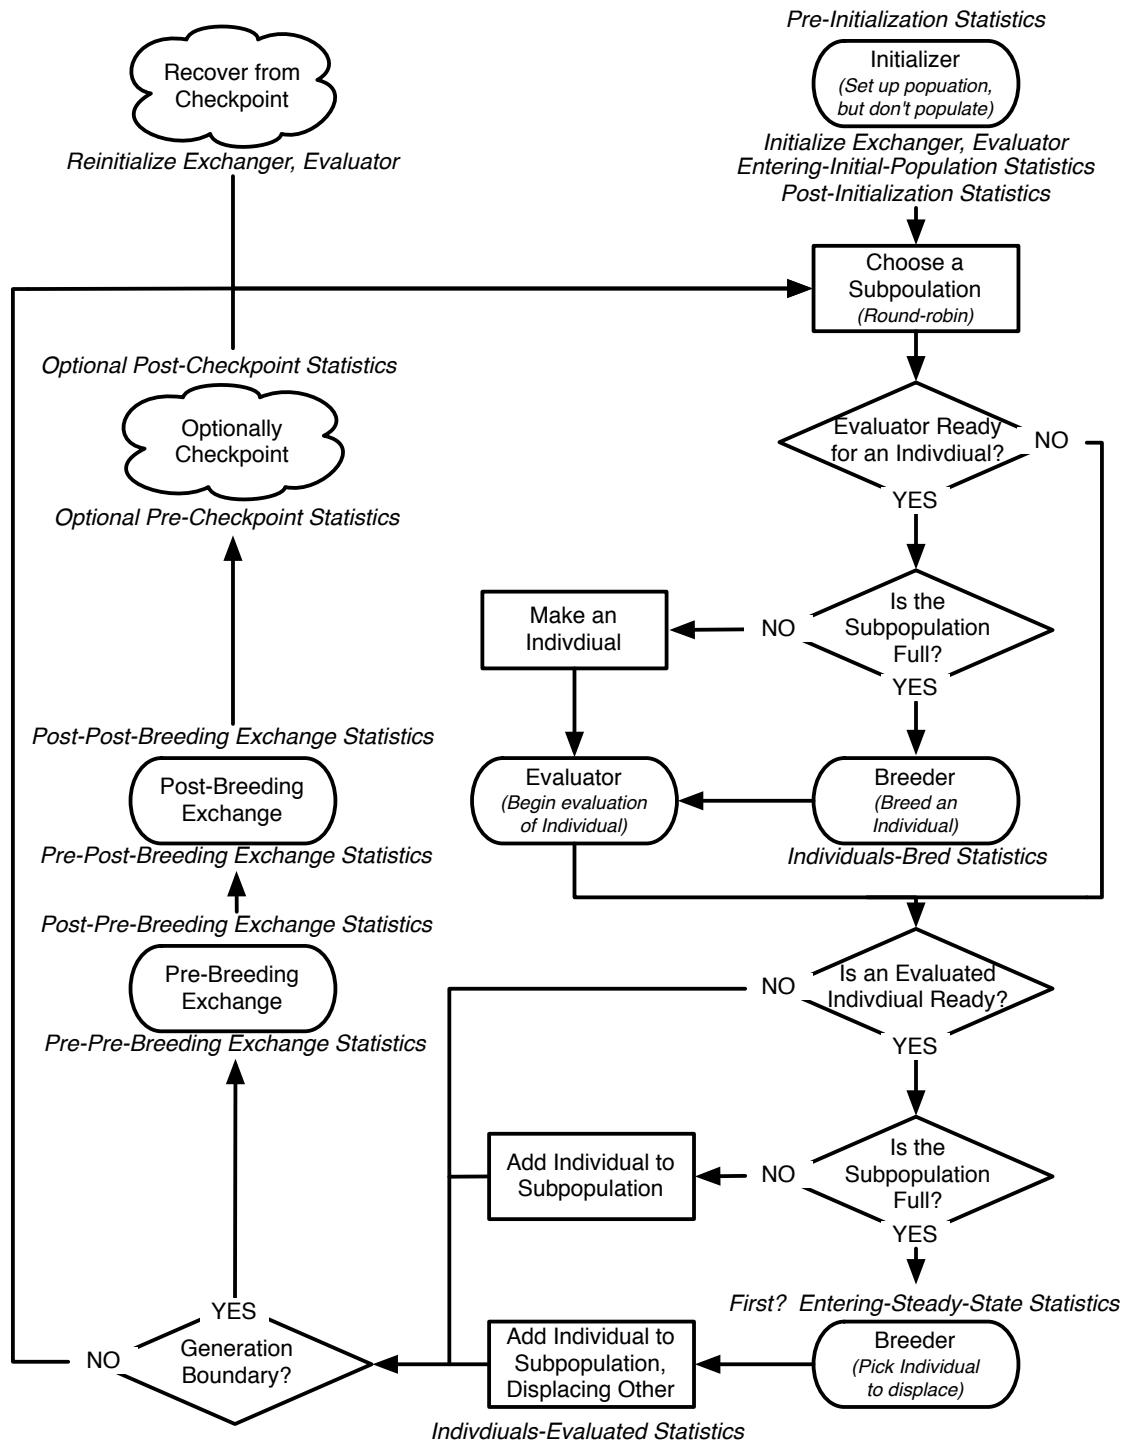 Pre-Initialization Statistics
Initializer
(Set up popuation,
but don't populate)
Initialize Exchanger, Evaluator
Entering-Initial-Population Statistics
Post-Initialization Statistics
Recover from
Checkpoint
Reinitialize Exchanger, Evaluator
Choose a
Subpoulation
(Round-robin)
Optional Post-Checkpoint Statistics
Optionally
Checkpoint
Optional Pre-Checkpoint Statistics
Evaluator Ready
for an Indivdiual?
NO
YES
Is the
Subpopulation
Full?
NO
YES
Make an
Indivdiual
Evaluator
(Begin evaluation
of Individual)
Breeder
(Breed an
Individual)
Individuals-Bred Statistics
Post-Post-Breeding Exchange Statistics
Post-Breeding
Exchange
Pre-Post-Breeding Exchange Statistics
Post-Pre-Breeding Exchange Statistics
Pre-Breeding
Exchange
Pre-Pre-Breeding Exchange Statistics
Is an Evaluated
Indivdiual Ready?
NO
YES
Is the
Subpopulation
Full?
NO
YES
Add Individual to
Subpopulation
First? Entering-Steady-State Statistics
Breeder
(Pick Individual
to displace)
Add Individual to
Subpopulation,
Displacing Other
Indivdiuals-Evaluated Statistics
YES
Generation
Boundary?
NO